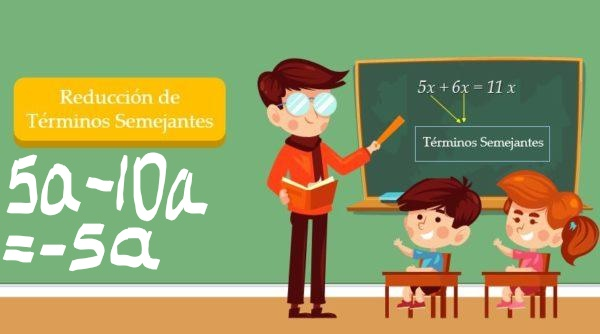 Reducción de
Términos Semejantes
5a-10a
=-5a
5x + 6x = 11 x
Términos Semejantes